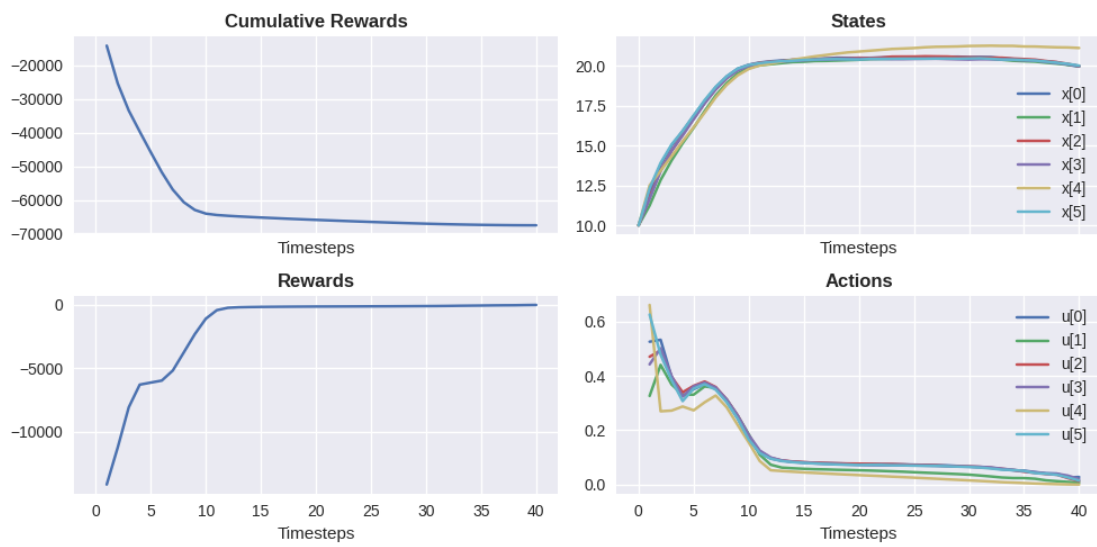 Cumulative Rewards
−20000
−30000
−40000
−50000
−60000
−70000
Timesteps
States
20.0
17.5
15.0
12.5
10.0
x[0]
x[1]
x[2]
x[3]
x[4]
x[5]
Timesteps
Rewards
0
−5000
−10000
0 5 10 15 20 25 30 35 40
Timesteps
Actions
0.6
0.4
0.2
0.0
u[0]
u[1]
u[2]
u[3]
u[4]
u[5]
0 5 10 15 20 25 30 35 40
Timesteps